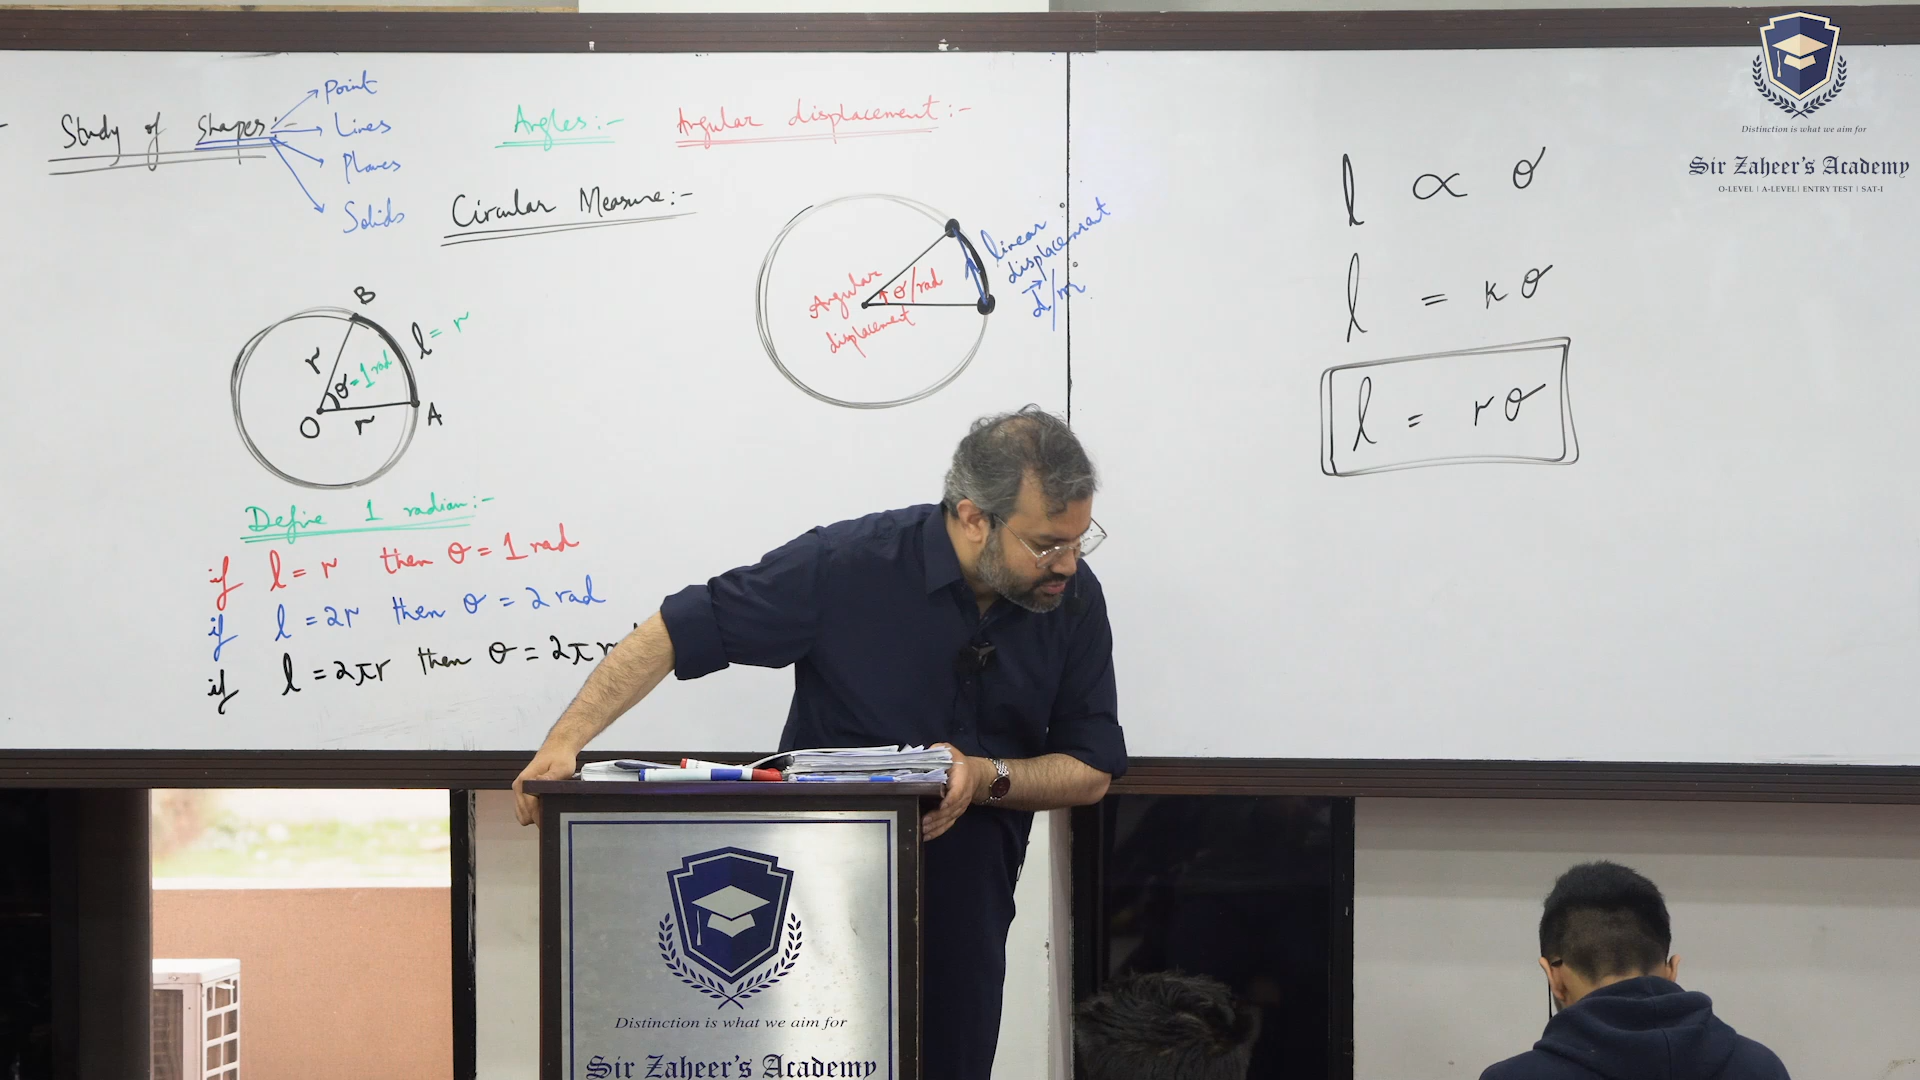 Study of Shapes:-
Point
Lines
Planes
Solids
Angles:-
Angular displacement:-
Circular Measure:-
B
l = r
r
θ = 1 rad
O
r
A
Angular
displacement
θ/rad
linear
displacement
d/m
Define 1 radian:-
if l = r then θ = 1 rad
if l = 2r then θ = 2 rad
if l = 2πr then θ = 2π
l ∝ θ
l = κθ
l = rθ
Distinction is what we aim for
Sir Zaheer's Academy
O-LEVEL | A-LEVEL | ENTRY TEST | SAT-I
Distinction is what we aim for
Sir Zaheer's Academy